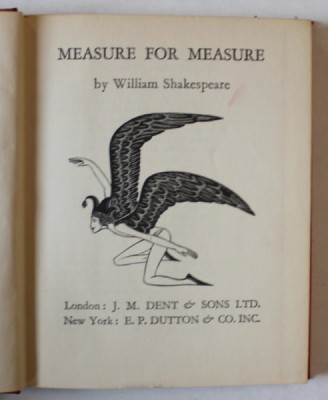 MEASURE FOR MEASURE
by William Shakespeare
London: J. M. DENT & SONS LTD.
New York: E. P. DUTTON & CO. INC.